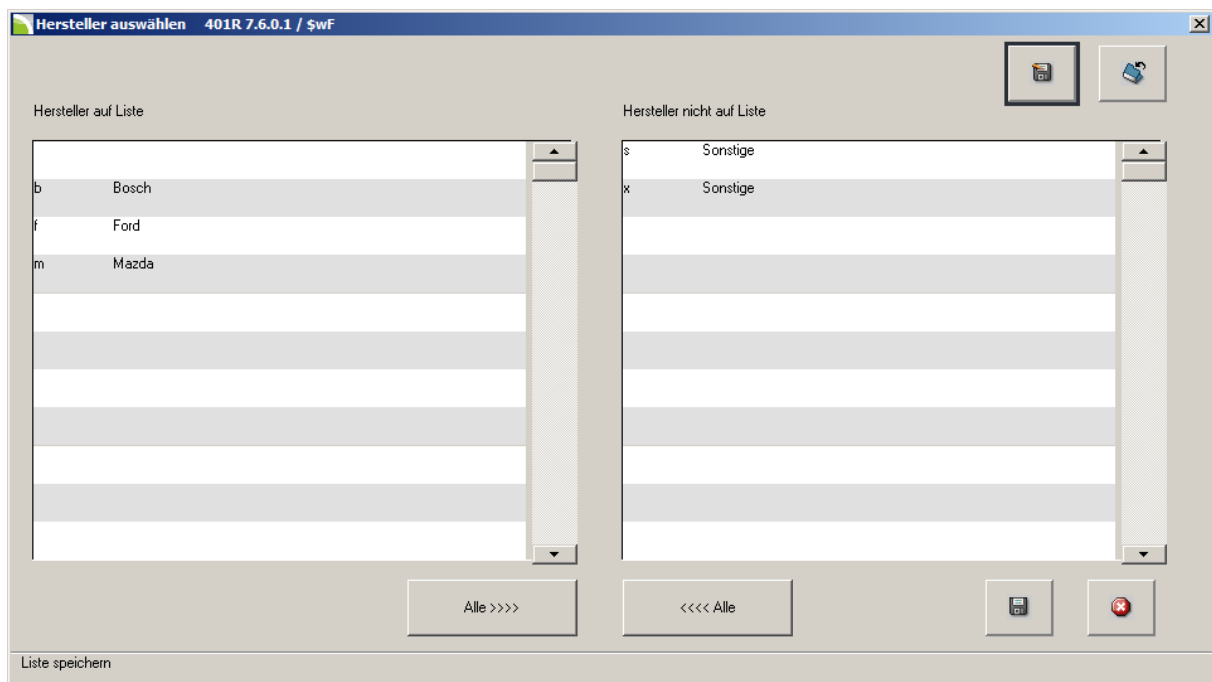 Hersteller auswählen 401R 7.6.0.1 / $wF
Hersteller auf Liste
Hersteller nicht auf Liste
s Sonstige
b Bosch
x Sonstige
f Ford
m Mazda
Alle >>>>
<<<< Alle
Liste speichern